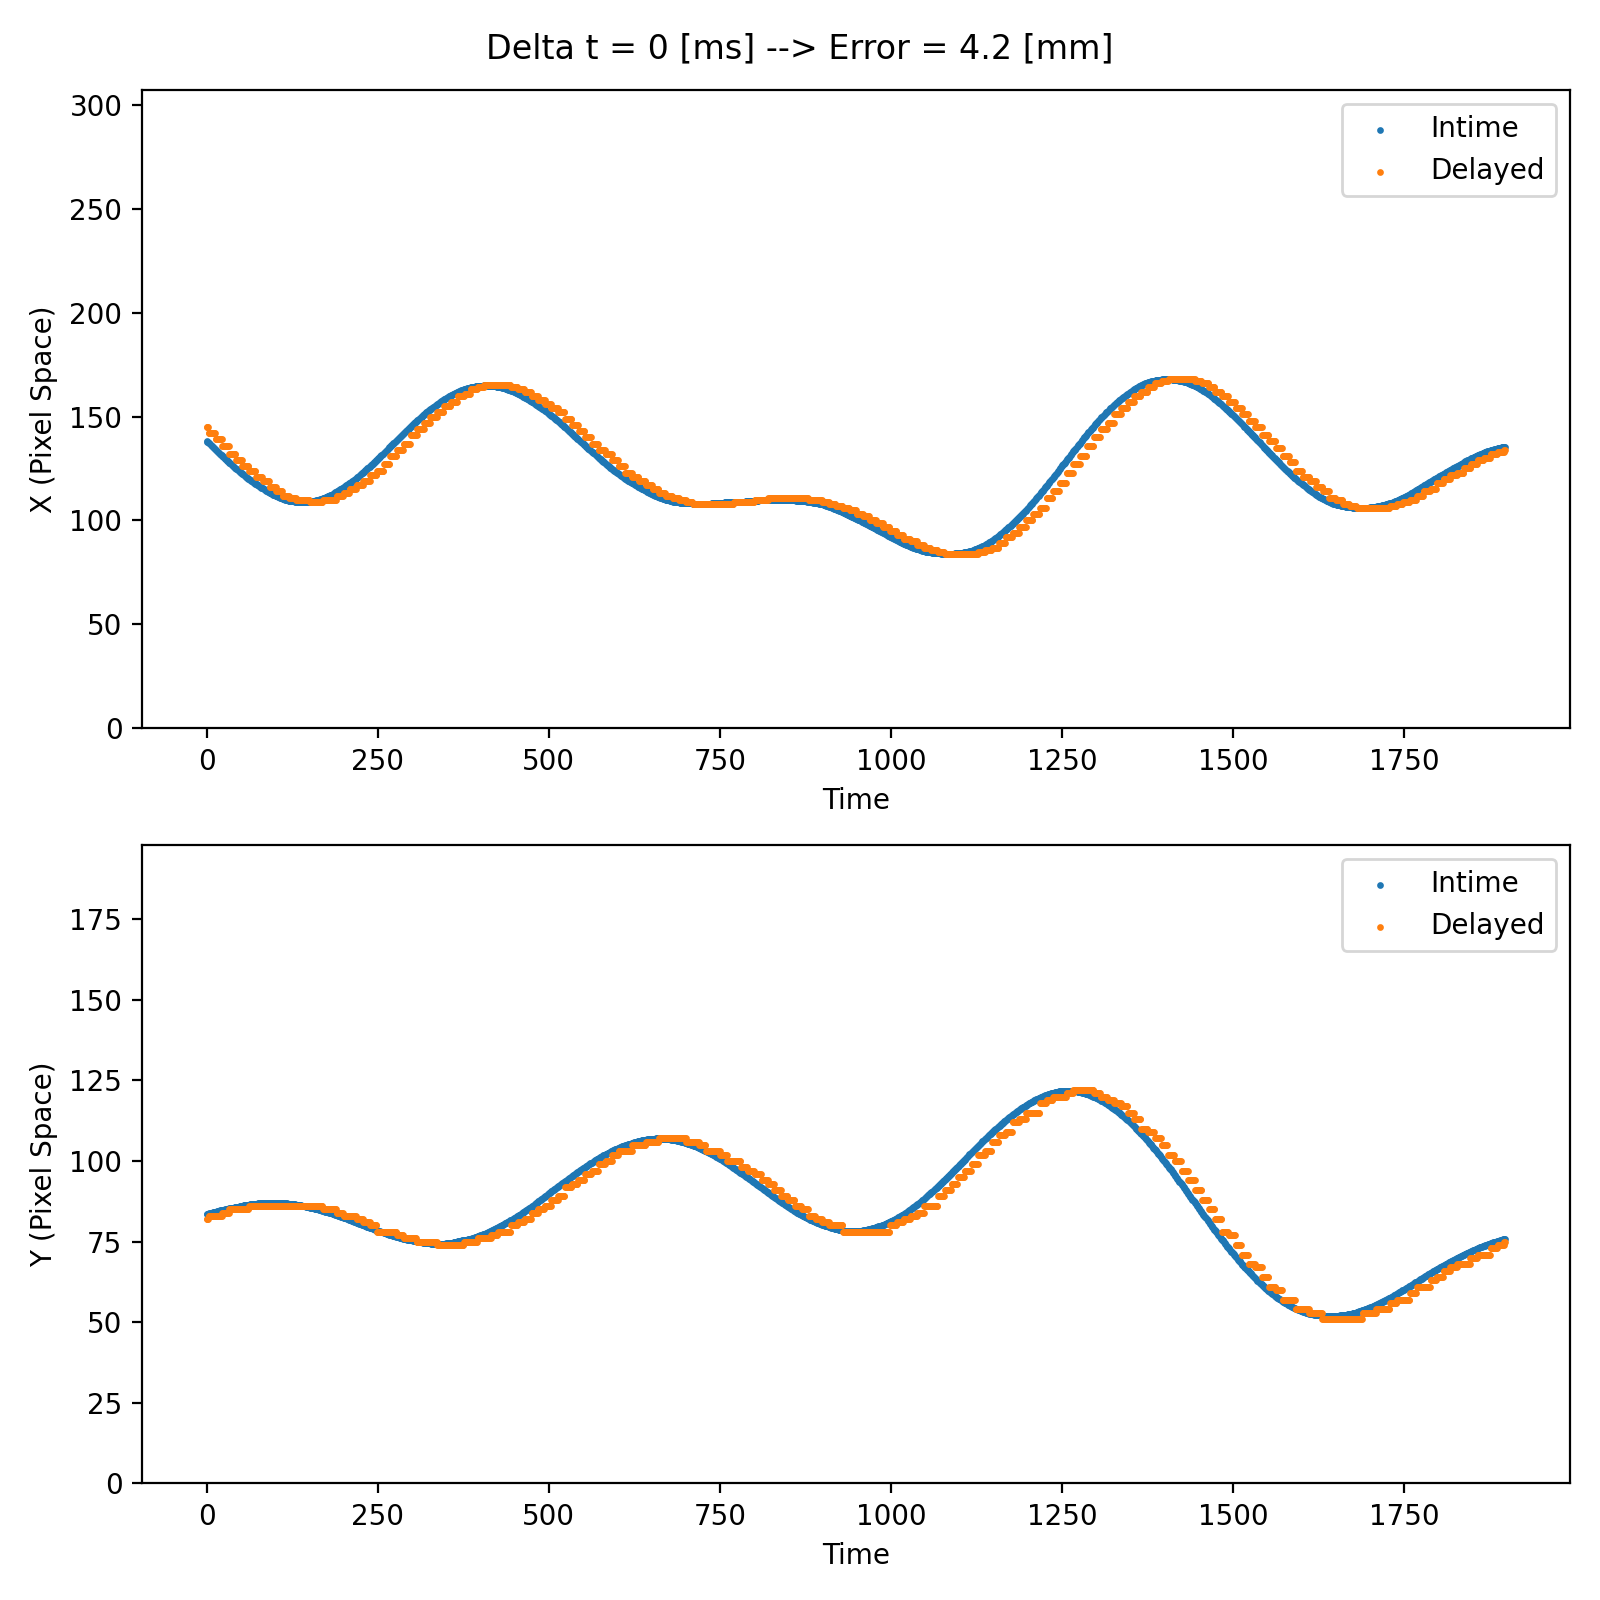 Delta t = 0 [ms] --> Error = 4.2 [mm]
300
250
200
150
100
50
0
X (Pixel Space)
Intime
Delayed
0 250 500 750 1000 1250 1500 1750
Time
175
150
125
100
75
50
25
0
Y (Pixel Space)
Intime
Delayed
0 250 500 750 1000 1250 1500 1750
Time